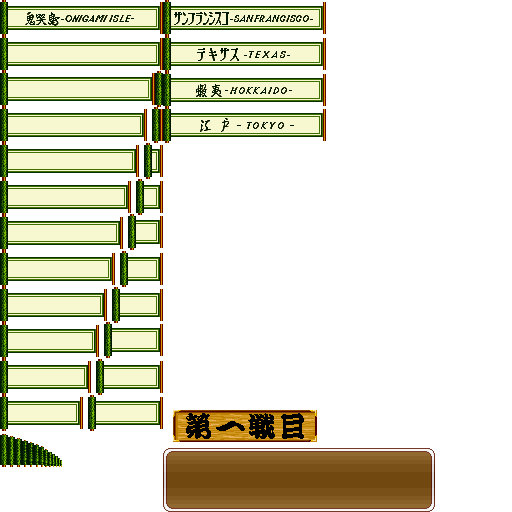 鬼哭島-ONIGAMI ISLE-
サンフランシスコ-SANFRANCISCO-
テキサス-TEXAS-
蝦夷-HOKKAIDO-
江戸-TOKYO-
第一戦目